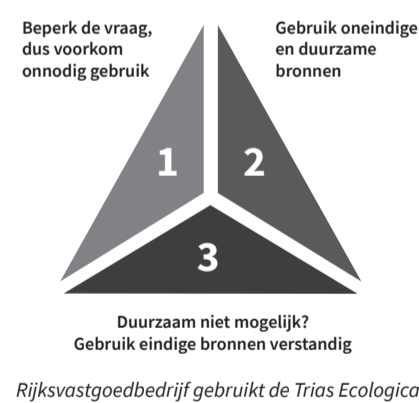 Beperk de vraag,
dus voorkom
onnodig gebruik
Gebruik oneindige
en duurzame
bronnen
1
2
3
Duurzaam niet mogelijk?
Gebruik eindige bronnen verstandig
Rijksvastgoedbedrijf gebruikt de Trias Ecologica